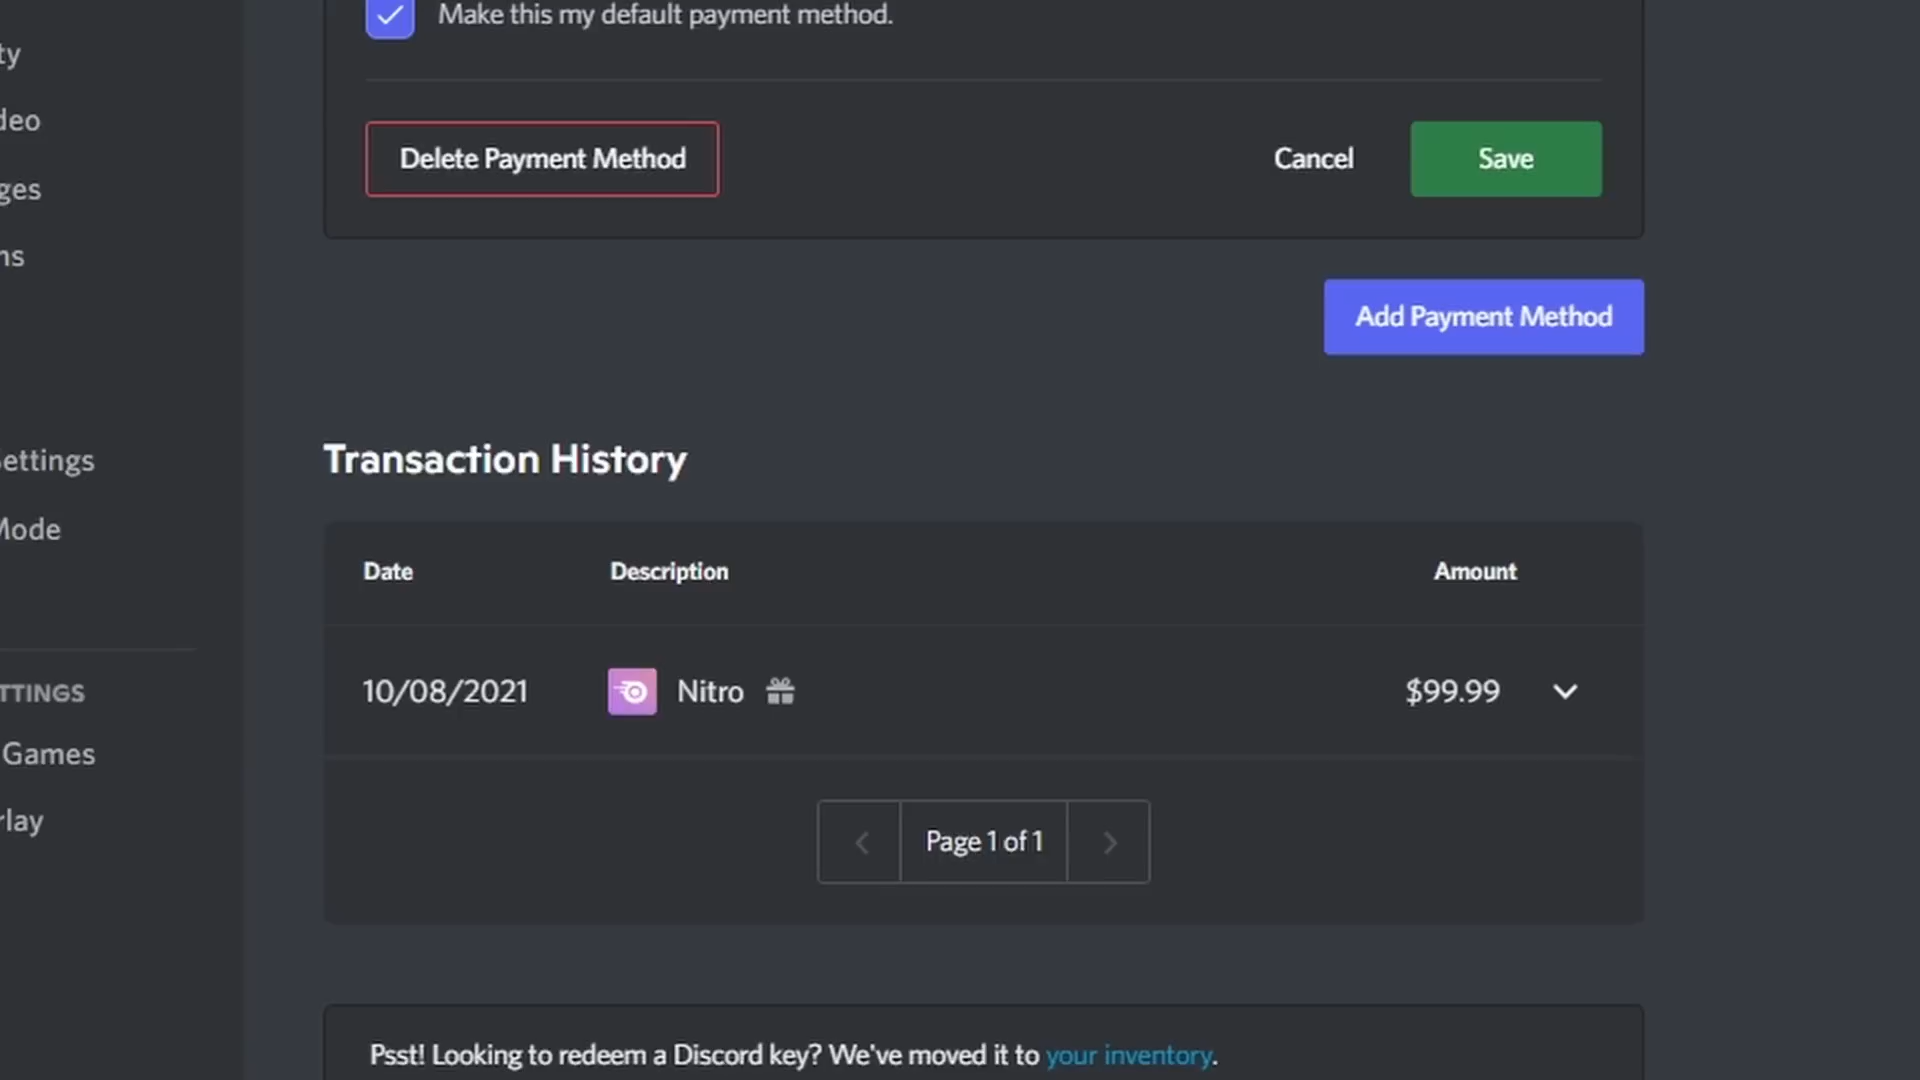 Make this my default payment method.
ty
deo
Delete Payment Method
Cancel
Save
ges
ns
Add Payment Method
Settings
Transaction History
Mode
Date
Description
Amount
TTINGS
10/08/2021
Nitro
$99.99
Games
rlay
Page 1 of 1
Psst! Looking to redeem a Discord key? We've moved it to your inventory.